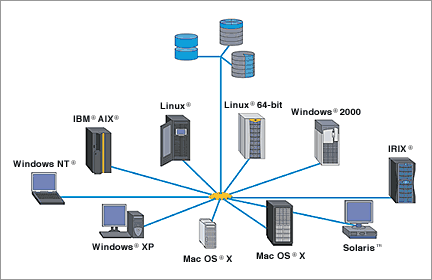 Linux®
Linux® 64-bit
IBM® AIX®
Windows® 2000
Windows NT®
IRIX®
Windows® XP
Mac OS® X
Mac OS® X
Solaris™